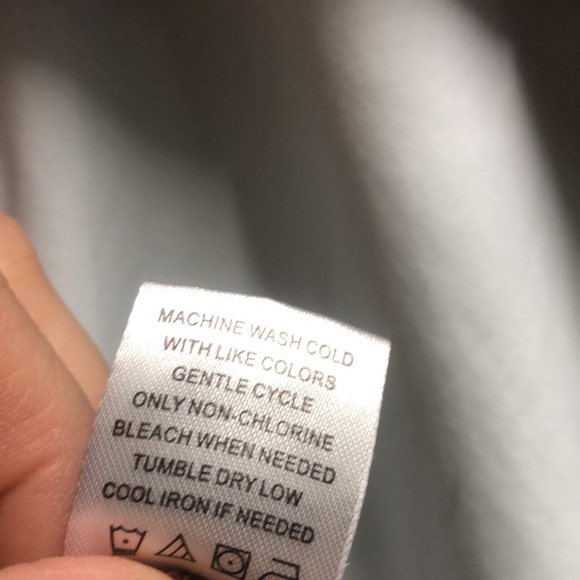 MACHINE WASH COLD
WITH LIKE COLORS
GENTLE CYCLE
ONLY NON-CHLORINE
BLEACH WHEN NEEDED
TUMBLE DRY LOW
COOL IRON IF NEEDED